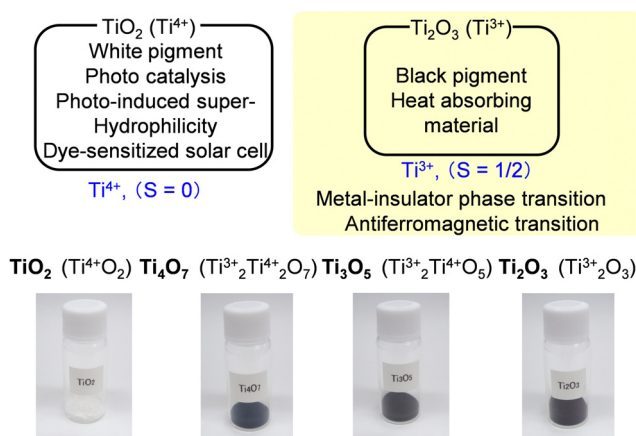 TiO₂ (Ti⁴⁺)
White pigment
Photo catalysis
Photo-induced super-
Hydrophilicity
Dye-sensitized solar cell
Ti⁴⁺, (S = 0)
Ti₂O₃ (Ti³⁺)
Black pigment
Heat absorbing
material
Ti³⁺, (S = 1/2)
Metal-insulator phase transition
Antiferromagnetic transition
TiO₂ (Ti⁴⁺O₂) Ti₄O₇ (Ti³⁺₂Ti⁴⁺₂O₇) Ti₃O₅ (Ti³⁺₂Ti⁴⁺O₅) Ti₂O₃ (Ti³⁺₂O₃)
TiO₂
Ti₄O₇
Ti₃O₅
Ti₂O₃